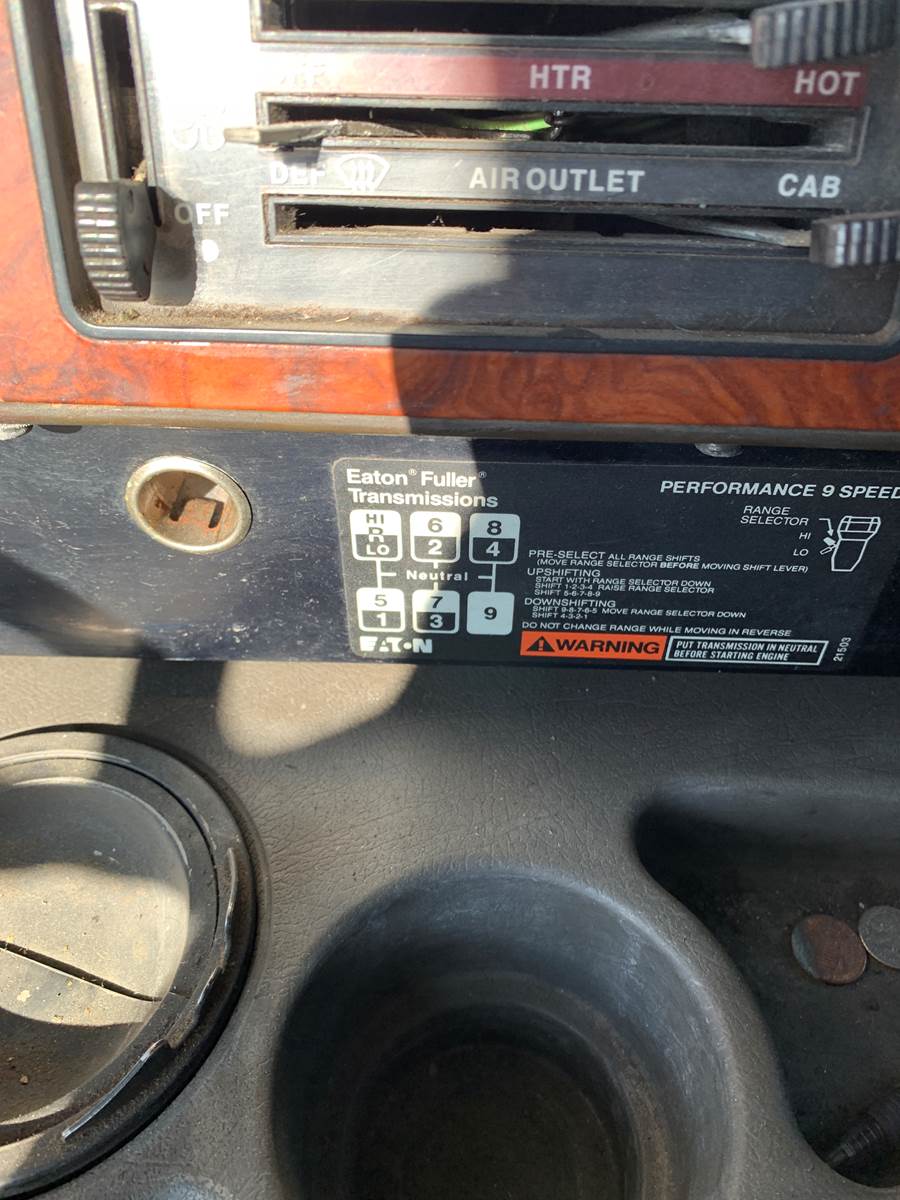 HTR HOT
DEF AIR OUTLET CAB
OFF
Eaton® Fuller®
Transmissions
PERFORMANCE 9 SPEED
RANGE
SELECTOR
HI
LO
HI 6 8
R
LO 2 4
Neutral
5 7 9
1 3
EATON
PRE-SELECT ALL RANGE SHIFTS
(MOVE RANGE SELECTOR BEFORE MOVING SHIFT LEVER)
UPSHIFTING
START WITH RANGE SELECTOR DOWN
SHIFT 1-2-3-4 RAISE RANGE SELECTOR
SHIFT 5-6-7-8-9
DOWNSHIFTING
SHIFT 9-8-7-6-5 MOVE RANGE SELECTOR DOWN
SHIFT 4-3-2-1
DO NOT CHANGE RANGE WHILE MOVING IN REVERSE
WARNING
PUT TRANSMISSION IN NEUTRAL
BEFORE STARTING ENGINE
21503